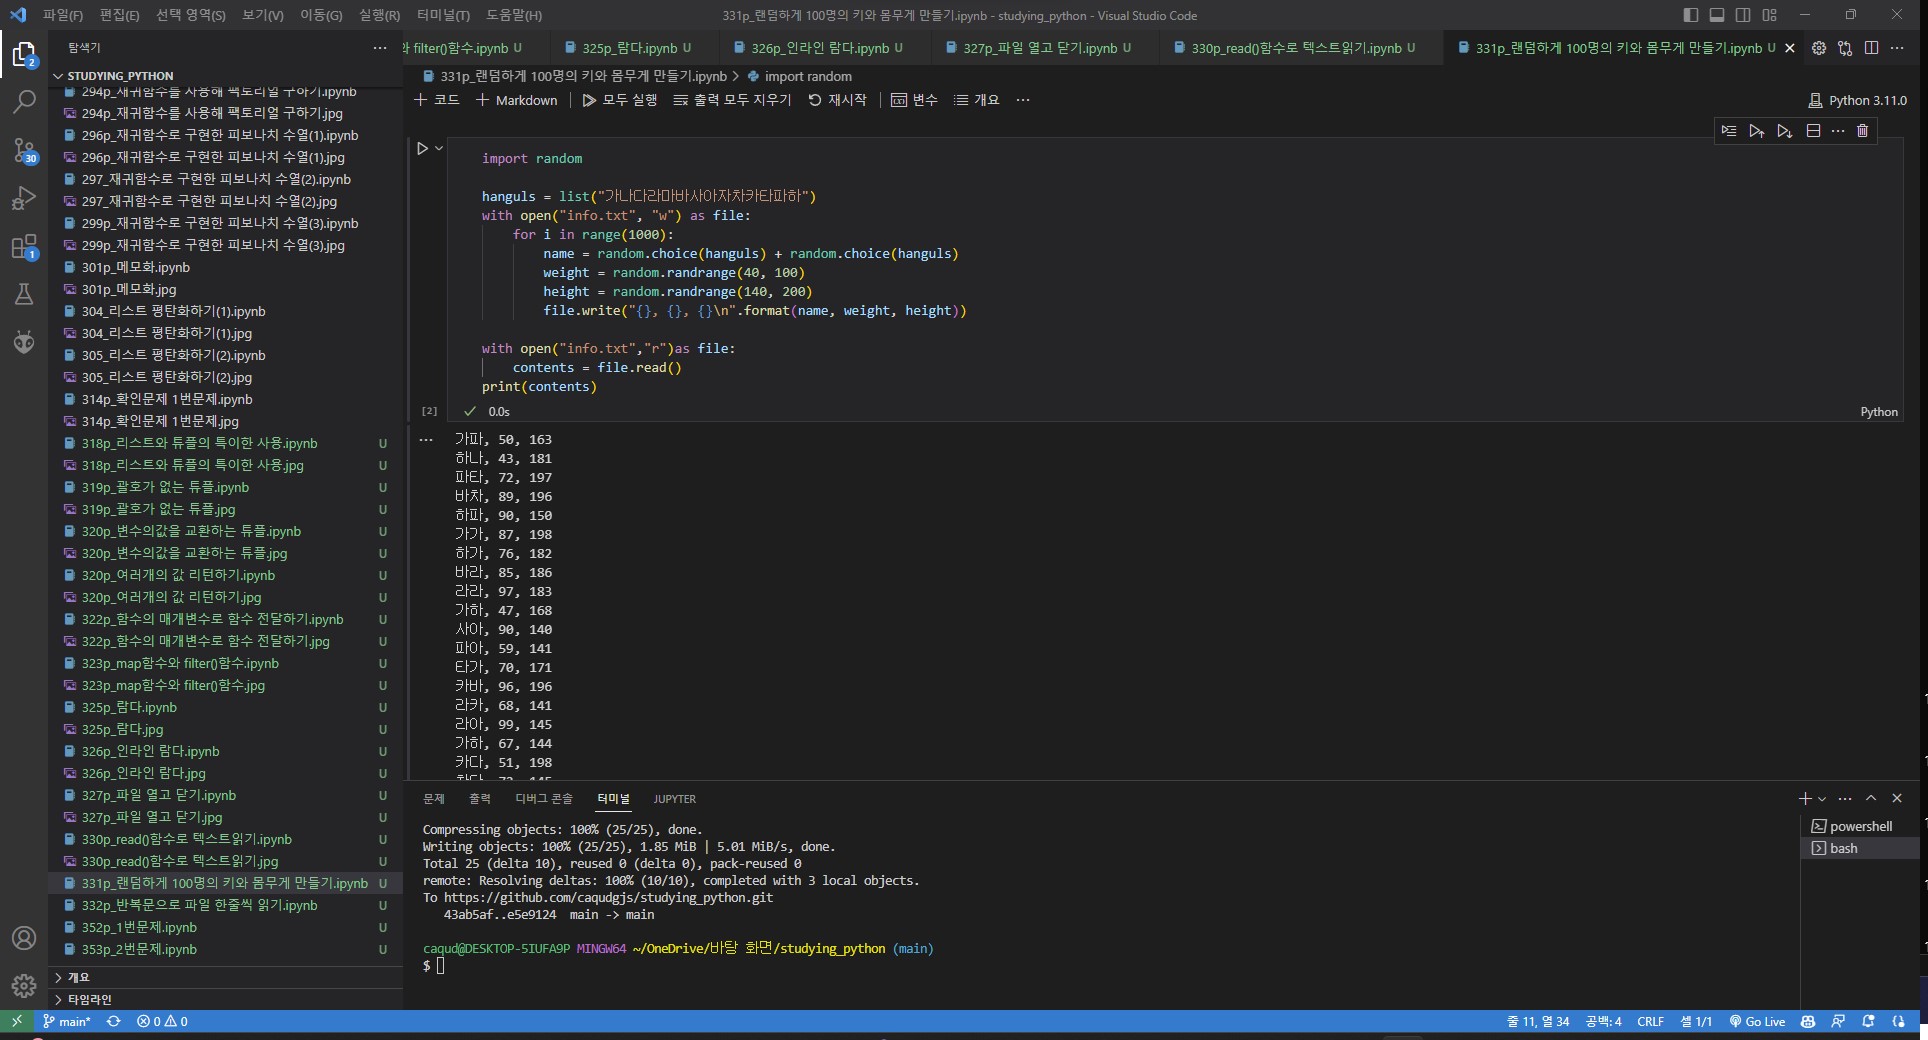 파일(F) 편집(E) 선택 영역(S) 보기(V) 이동(G) 실행(R) 터미널(T) 도움말(H)
331p_랜덤하게 100명의 키와 몸무게 만들기.ipynb - studying_python - Visual Studio Code
탐색기
STUDYING_PYTHON
294p_재귀함수를 사용해 팩토리얼 구하기.ipynb
294p_재귀함수를 사용해 팩토리얼 구하기.jpg
296p_재귀함수로 구현한 피보나치 수열(1).ipynb
296p_재귀함수로 구현한 피보나치 수열(1).jpg
297_재귀함수로 구현한 피보나치 수열(2).ipynb
297_재귀함수로 구현한 피보나치 수열(2).jpg
299p_재귀함수로 구현한 피보나치 수열(3).ipynb
299p_재귀함수로 구현한 피보나치 수열(3).jpg
301p_메모화.ipynb
301p_메모화.jpg
304_리스트 평탄화하기(1).ipynb
304_리스트 평탄화하기(1).jpg
305_리스트 평탄화하기(2).ipynb
305_리스트 평탄화하기(2).jpg
314p_확인문제 1번문제.ipynb
314p_확인문제 1번문제.jpg
318p_리스트와 튜플의 특이한 사용.ipynb U
318p_리스트와 튜플의 특이한 사용.jpg U
319p_괄호가 없는 튜플.ipynb U
319p_괄호가 없는 튜플.jpg U
320p_변수의값을 교환하는 튜플.ipynb U
320p_변수의값을 교환하는 튜플.jpg U
320p_여러개의 값 리턴하기.ipynb U
320p_여러개의 값 리턴하기.jpg U
322p_함수의 매개변수로 함수 전달하기.ipynb U
322p_함수의 매개변수로 함수 전달하기.jpg U
323p_map함수와 filter()함수.ipynb U
323p_map함수와 filter()함수.jpg U
325p_람다.ipynb U
325p_람다.jpg U
326p_인라인 람다.ipynb U
326p_인라인 람다.jpg U
327p_파일 열고 닫기.ipynb U
327p_파일 열고 닫기.jpg U
330p_read()함수로 텍스트읽기.ipynb U
330p_read()함수로 텍스트읽기.jpg U
331p_랜덤하게 100명의 키와 몸무게 만들기.ipynb U
332p_반복문으로 파일 한줄씩 읽기.ipynb U
352p_1번문제.ipynb U
353p_2번문제.ipynb U
개요
타임라인
2
30
1
와 filter()함수.ipynb U 325p_람다.ipynb U 326p_인라인 람다.ipynb U 327p_파일 열고 닫기.ipynb U 330p_read()함수로 텍스트읽기.ipynb U 331p_랜덤하게 100명의 키와 몸무게 만들기.ipynb U
331p_랜덤하게 100명의 키와 몸무게 만들기.ipynb > import random
코드 Markdown 모두 실행 출력 모두 지우기 재시작 변수 개요 Python 3.11.0
import random
hanguls = list("가나다라마바사아자차카타파하")
with open("info.txt", "w") as file:
for i in range(1000):
name = random.choice(hanguls) + random.choice(hanguls)
weight = random.randrange(40, 100)
height = random.randrange(140, 200)
file.write("{}, {}, {}\n".format(name, weight, height))
with open("info.txt","r")as file:
contents = file.read()
print(contents)
[2] 0.0s Python
가파, 50, 163
하나, 43, 181
파타, 72, 197
바차, 89, 196
하파, 90, 150
가가, 87, 198
하가, 76, 182
바라, 85, 186
라라, 97, 183
가하, 47, 168
사아, 90, 140
파아, 59, 141
타가, 70, 171
카바, 96, 196
라카, 68, 141
라아, 99, 145
가하, 67, 144
카다, 51, 198
문제 출력 디버그 콘솔 터미널 JUPYTER
Compressing objects: 100% (25/25), done.
Writing objects: 100% (25/25), 1.85 MiB | 5.01 MiB/s, done.
Total 25 (delta 10), reused 0 (delta 0), pack-reused 0
remote: Resolving deltas: 100% (10/10), completed with 3 local objects.
To https://github.com/caqudgjs/studying_python.git
43ab5af..e5e9124 main -> main
caqud@DESKTOP-5IUFA9P MINGW64 ~/OneDrive/바탕 화면/studying_python (main)
$
powershell
bash
main* 0 0 줄 11, 열 34 공백: 4 CRLF 셀 1/1 Go Live